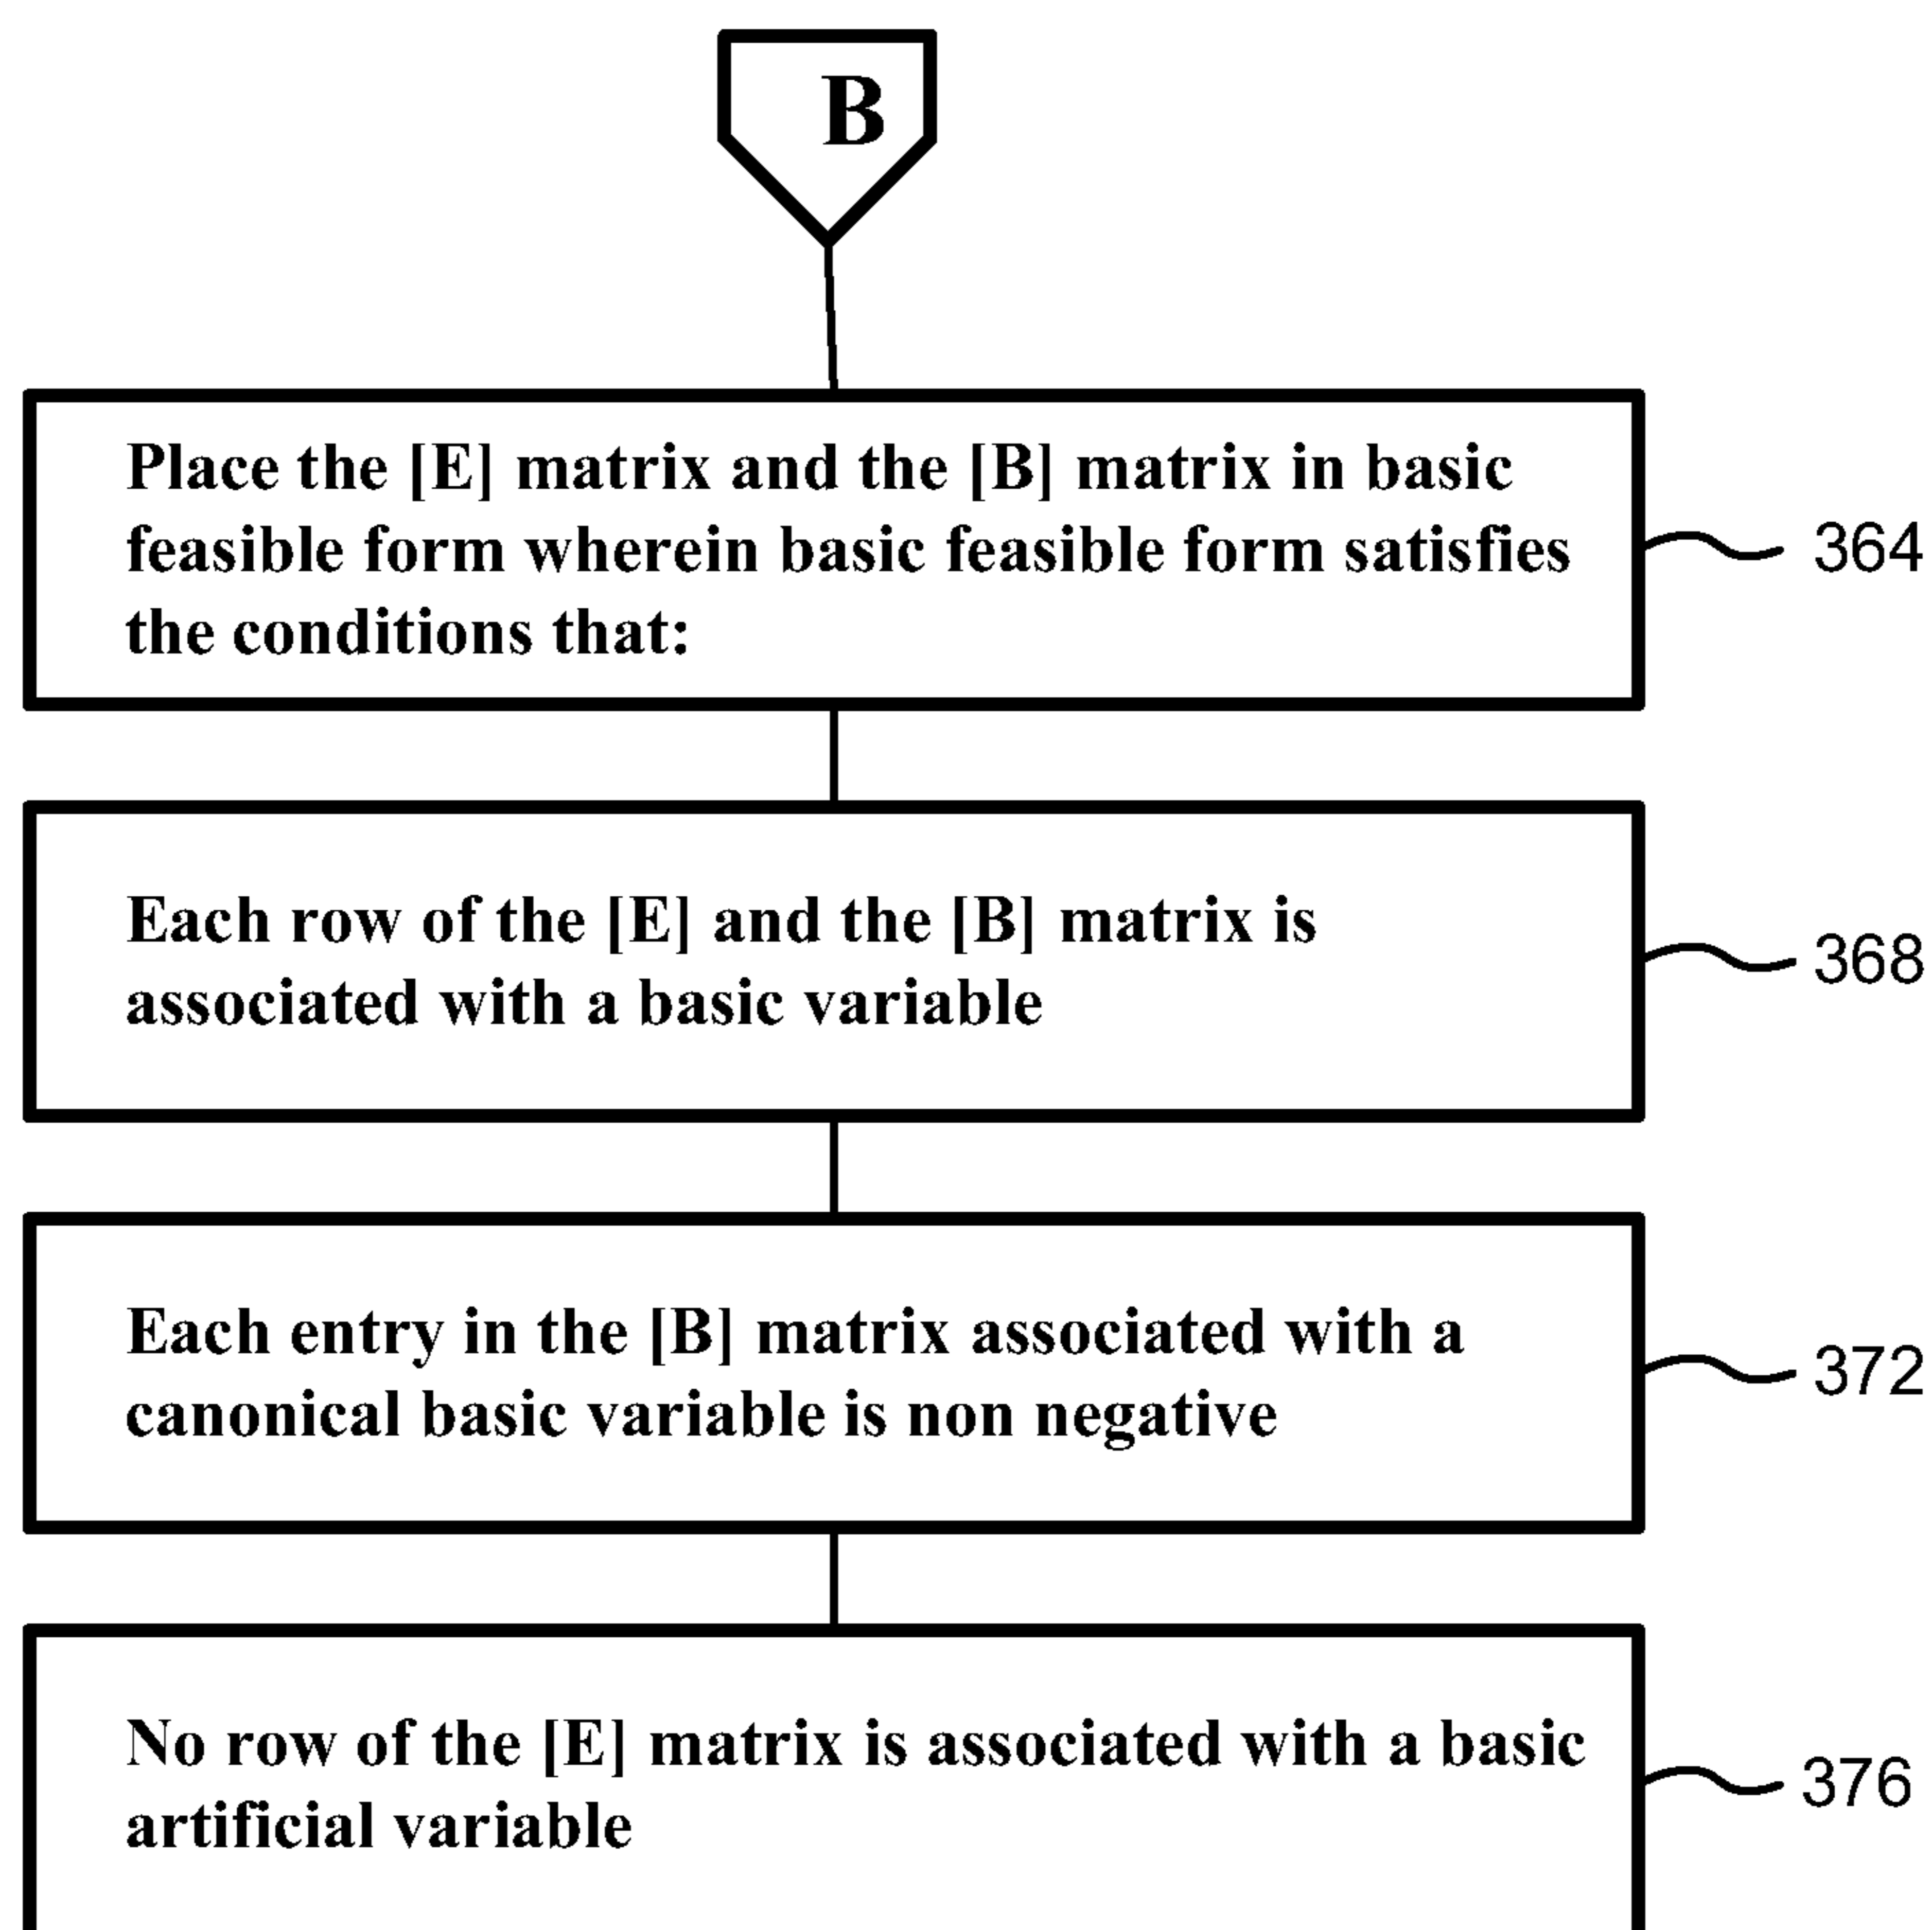 B
Place the [E] matrix and the [B] matrix in basic
feasible form wherein basic feasible form satisfies
the conditions that:
364
Each row of the [E] and the [B] matrix is
associated with a basic variable
368
Each entry in the [B] matrix associated with a
canonical basic variable is non negative
372
No row of the [E] matrix is associated with a basic
artificial variable
376